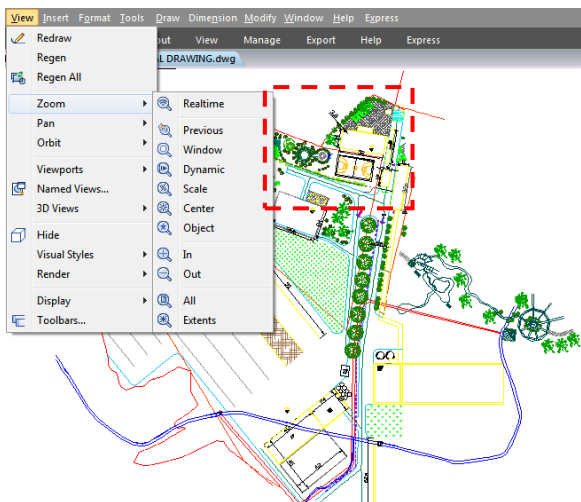 View Insert Format Tools Draw Dimension Modify Window Help Express
out View Manage Export Help Express
AL DRAWING.dwg
Redraw
Regen
Regen All
Zoom
Pan
Orbit
Viewports
Named Views...
3D Views
Hide
Visual Styles
Render
Display
Toolbars...
Realtime
Previous
Window
Dynamic
Scale
Center
Object
In
Out
All
Extents